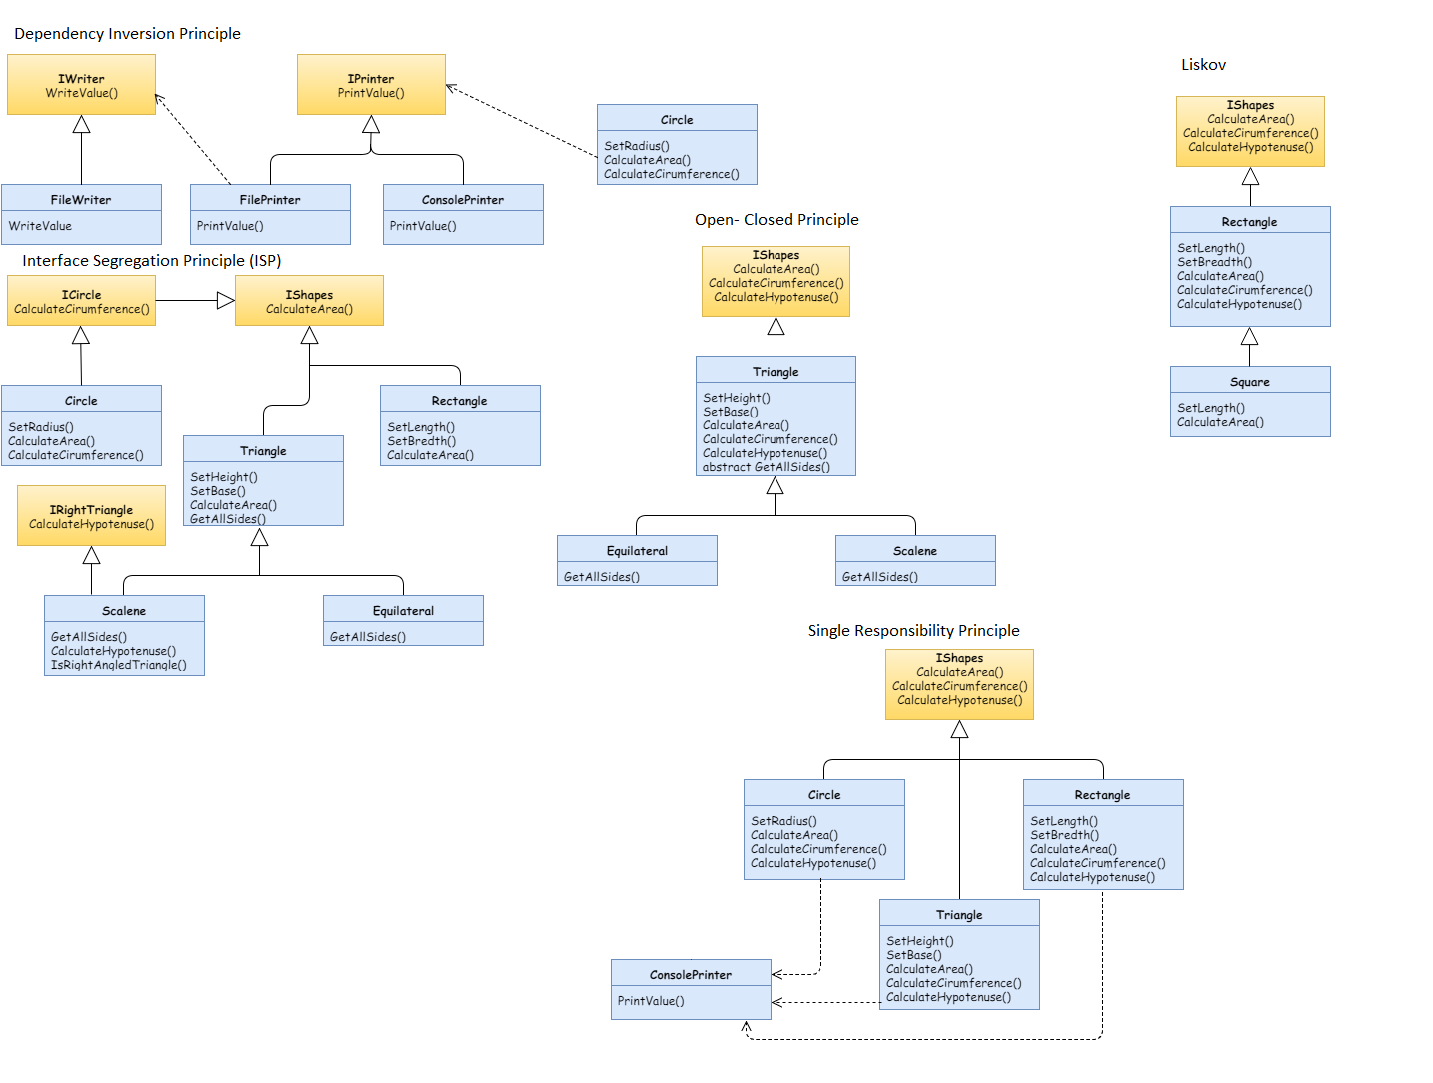 Dependency Inversion Principle
IWriter
WriteValue()
IPrinter
PrintValue()
Circle
SetRadius()
CalculateArea()
CalculateCirumference()
FileWriter
WriteValue
FilePrinter
PrintValue()
ConsolePrinter
PrintValue()
Interface Segregation Principle (ISP)
ICircle
CalculateCirumference()
IShapes
CalculateArea()
Circle
SetRadius()
CalculateArea()
CalculateCirumference()
Rectangle
SetLength()
SetBredth()
CalculateArea()
Triangle
SetHeight()
SetBase()
CalculateArea()
GetAllSides()
IRightTriangle
CalculateHypotenuse()
Scalene
GetAllSides()
CalculateHypotenuse()
IsRightAngledTriangle()
Equilateral
GetAllSides()
Open- Closed Principle
IShapes
CalculateArea()
CalculateCirumference()
CalculateHypotenuse()
Triangle
SetHeight()
SetBase()
CalculateArea()
CalculateCirumference()
CalculateHypotenuse()
abstract GetAllSides()
Equilateral
GetAllSides()
Scalene
GetAllSides()
Liskov
IShapes
CalculateArea()
CalculateCirumference()
CalculateHypotenuse()
Rectangle
SetLength()
SetBreadth()
CalculateArea()
CalculateCirumference()
CalculateHypotenuse()
Square
SetLength()
CalculateArea()
Single Responsibility Principle
IShapes
CalculateArea()
CalculateCirumference()
CalculateHypotenuse()
Circle
SetRadius()
CalculateArea()
CalculateCirumference()
CalculateHypotenuse()
Rectangle
SetLength()
SetBredth()
CalculateArea()
CalculateCirumference()
CalculateHypotenuse()
Triangle
SetHeight()
SetBase()
CalculateArea()
CalculateCirumference()
CalculateHypotenuse()
ConsolePrinter
PrintValue()